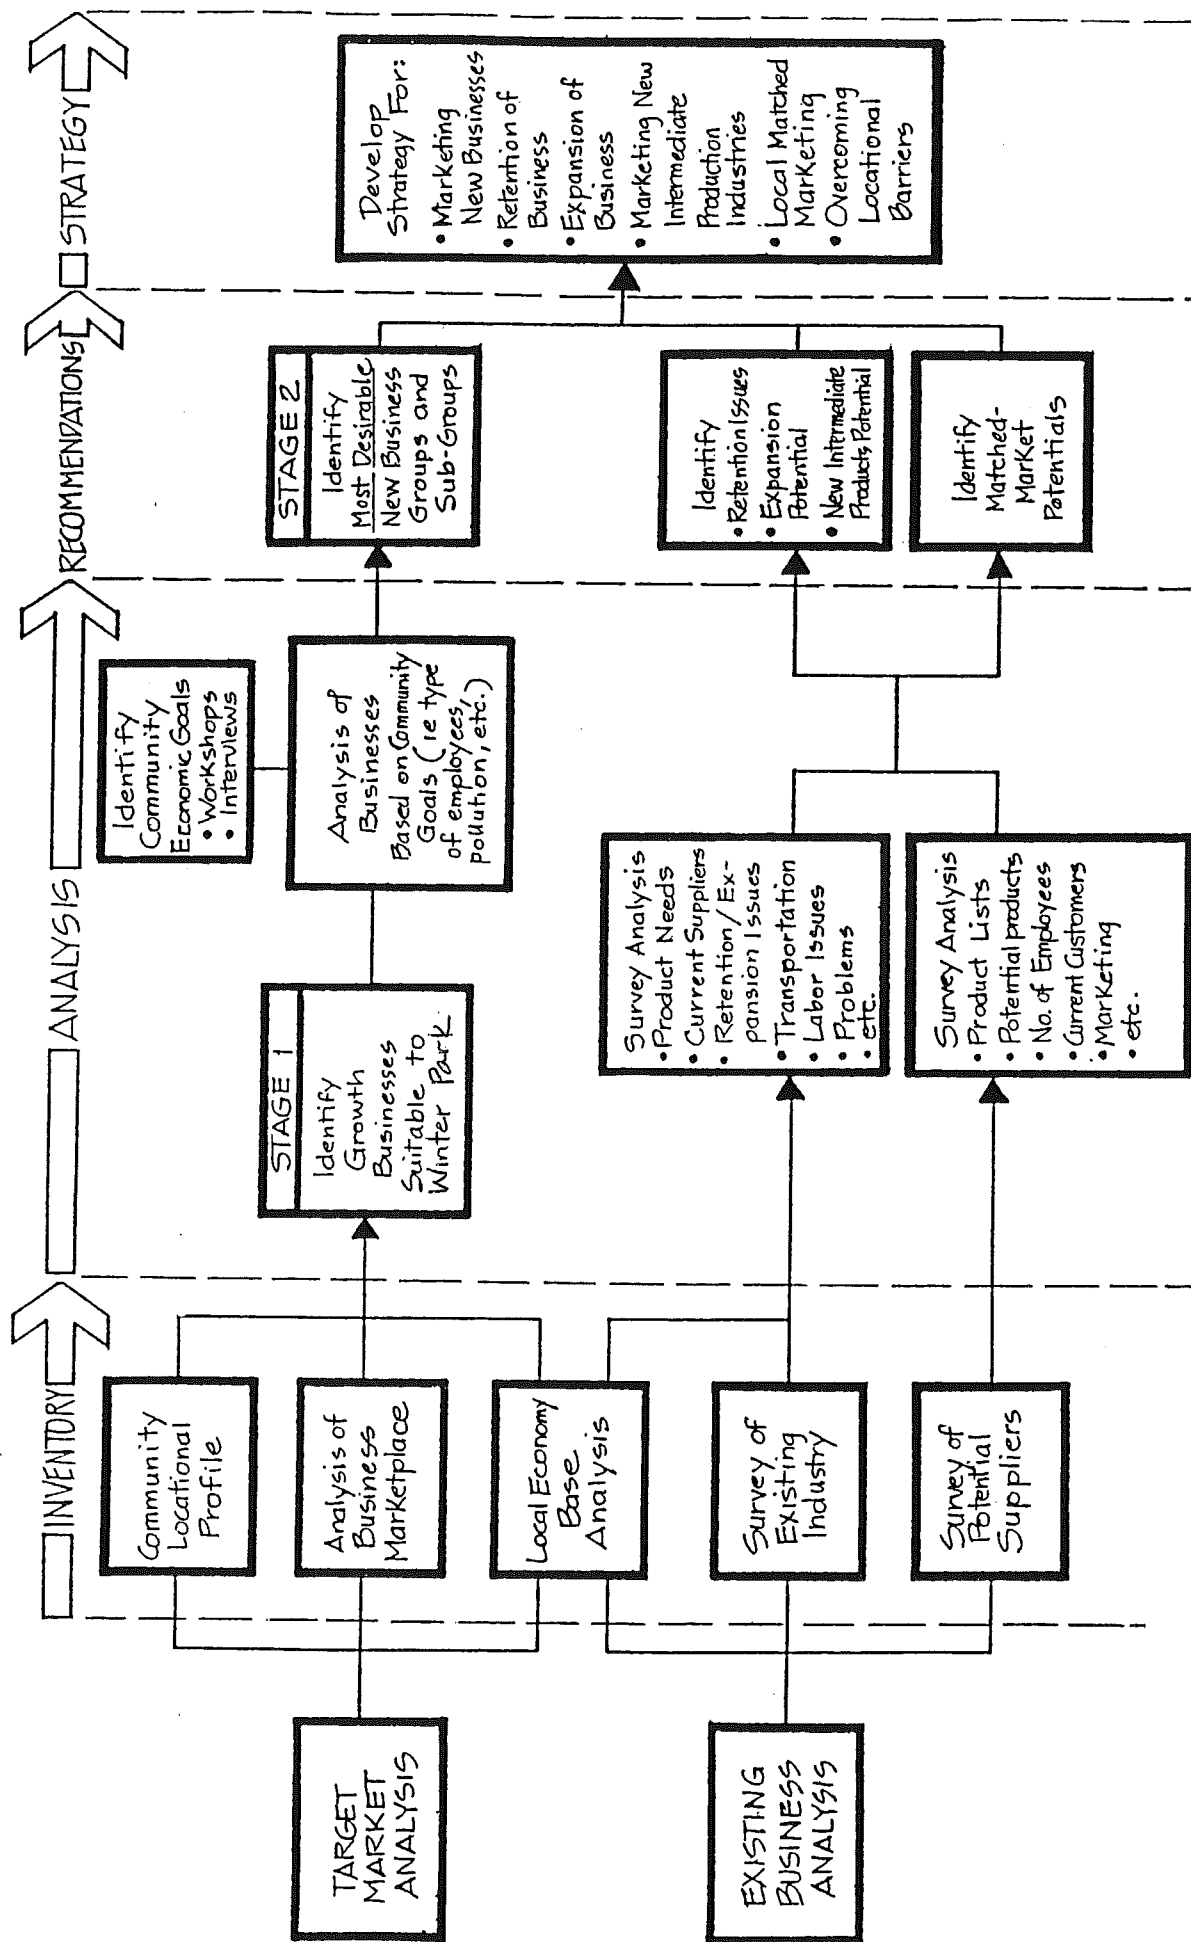 INVENTORY
ANALYSIS
RECOMMENDATIONS
STRATEGY
TARGET
MARKET
ANALYSIS
EXISTING
BUSINESS
ANALYSIS
Community
Locational
Profile
Analysis of
Business
Marketplace
Local Economy
Base
Analysis
Survey of
Existing
Industry
Survey of
Potential
Suppliers
STAGE 1
Identify
Growth
Businesses
Suitable to
Winter Park
Identify
Community
Economic Goals
• Workshops
• Interviews
Analysis of
Businesses
Based on Community
Goals (ie type
of employees,
pollution, etc.)
Survey Analysis
• Product Needs
• Current Suppliers
• Retention/Ex-
pansion Issues
• Transportation
• Labor Issues
• Problems
• etc.
Survey Analysis
• Product Lists
• Potential products
• No. of Employees
• Current Customers
• Marketing
• etc.
STAGE 2
Identify
Most Desirable
New Business
Groups and
Sub-Groups
Identify
• Retention Issues
• Expansion
Potential
• New Intermediate
Products Potential
Identify
Matched-
Market
Potentials
Develop
Strategy For:
• Marketing
New Businesses
• Retention of
Business
• Expansion of
Business
• Marketing New
Intermediate
Production
Industries
• Local Matched
Marketing
• Overcoming
Locational
Barriers